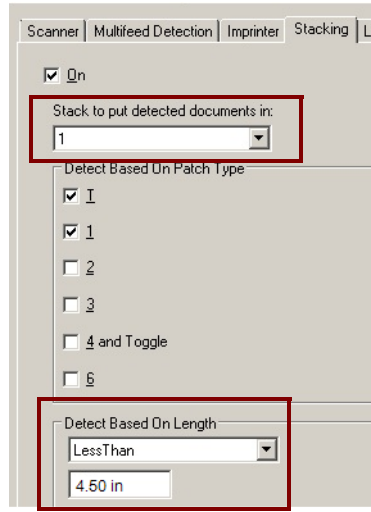 Scanner Multifeed Detection Imprinter Stacking L
On
Stack to put detected documents in:
1
Detect Based On Patch Type
T
1
2
3
4 and Toggle
6
Detect Based On Length
LessThan
4.50 in